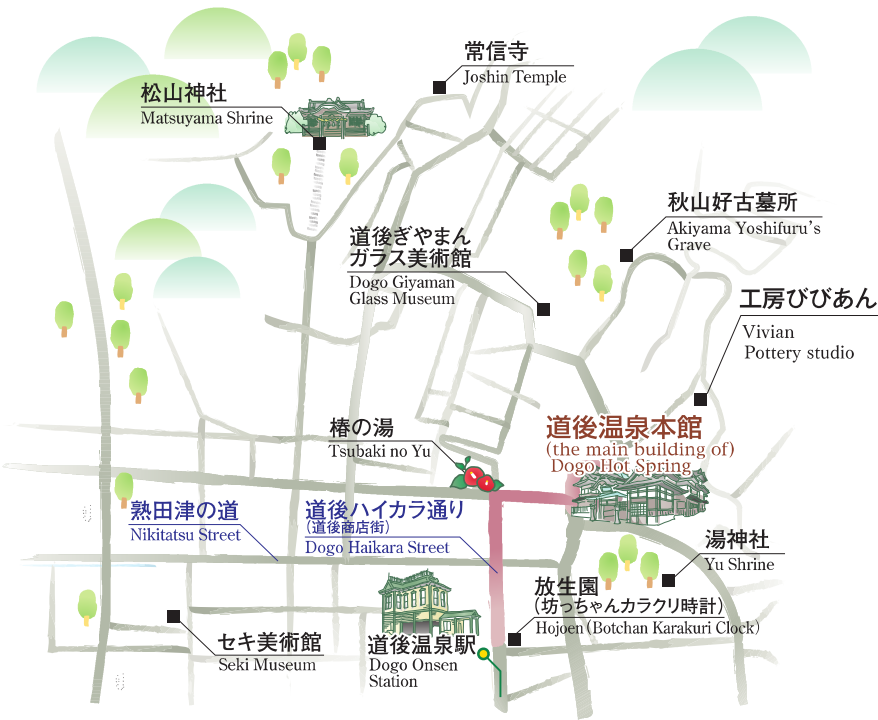 常信寺
Joshin Temple
松山神社
Matsuyama Shrine
秋山好古墓所
Akiyama Yoshifuru's
Grave
道後ぎやまん
ガラス美術館
Dogo Giyaman
Glass Museum
工房びびあん
Vivian
Pottery studio
椿の湯
Tsubaki no Yu
道後温泉本館
(the main building of)
Dogo Hot Spring
熟田津の道
Nikitatsu Street
道後ハイカラ通り
(道後商店街)
Dogo Haikara Street
湯神社
Yu Shrine
放生園
(坊っちゃんカラクリ時計)
Hojoen (Botchan Karakuri Clock)
セキ美術館
Seki Museum
道後温泉駅
Dogo Onsen
Station